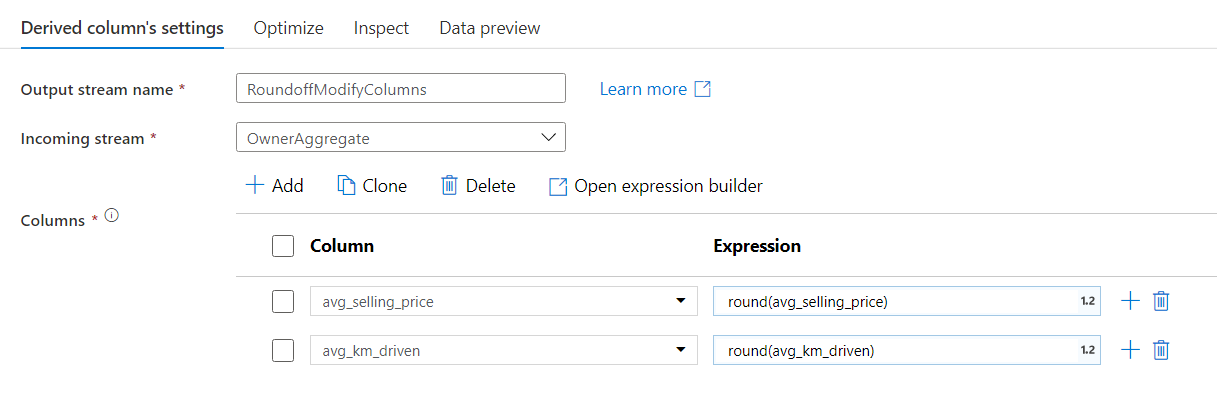 Derived column's settings Optimize Inspect Data preview
Output stream name * RoundoffModifyColumns Learn more
Incoming stream * OwnerAggregate
Add Clone Delete Open expression builder
Columns *
Column Expression
avg_selling_price round(avg_selling_price) 1.2
avg_km_driven round(avg_km_driven) 1.2